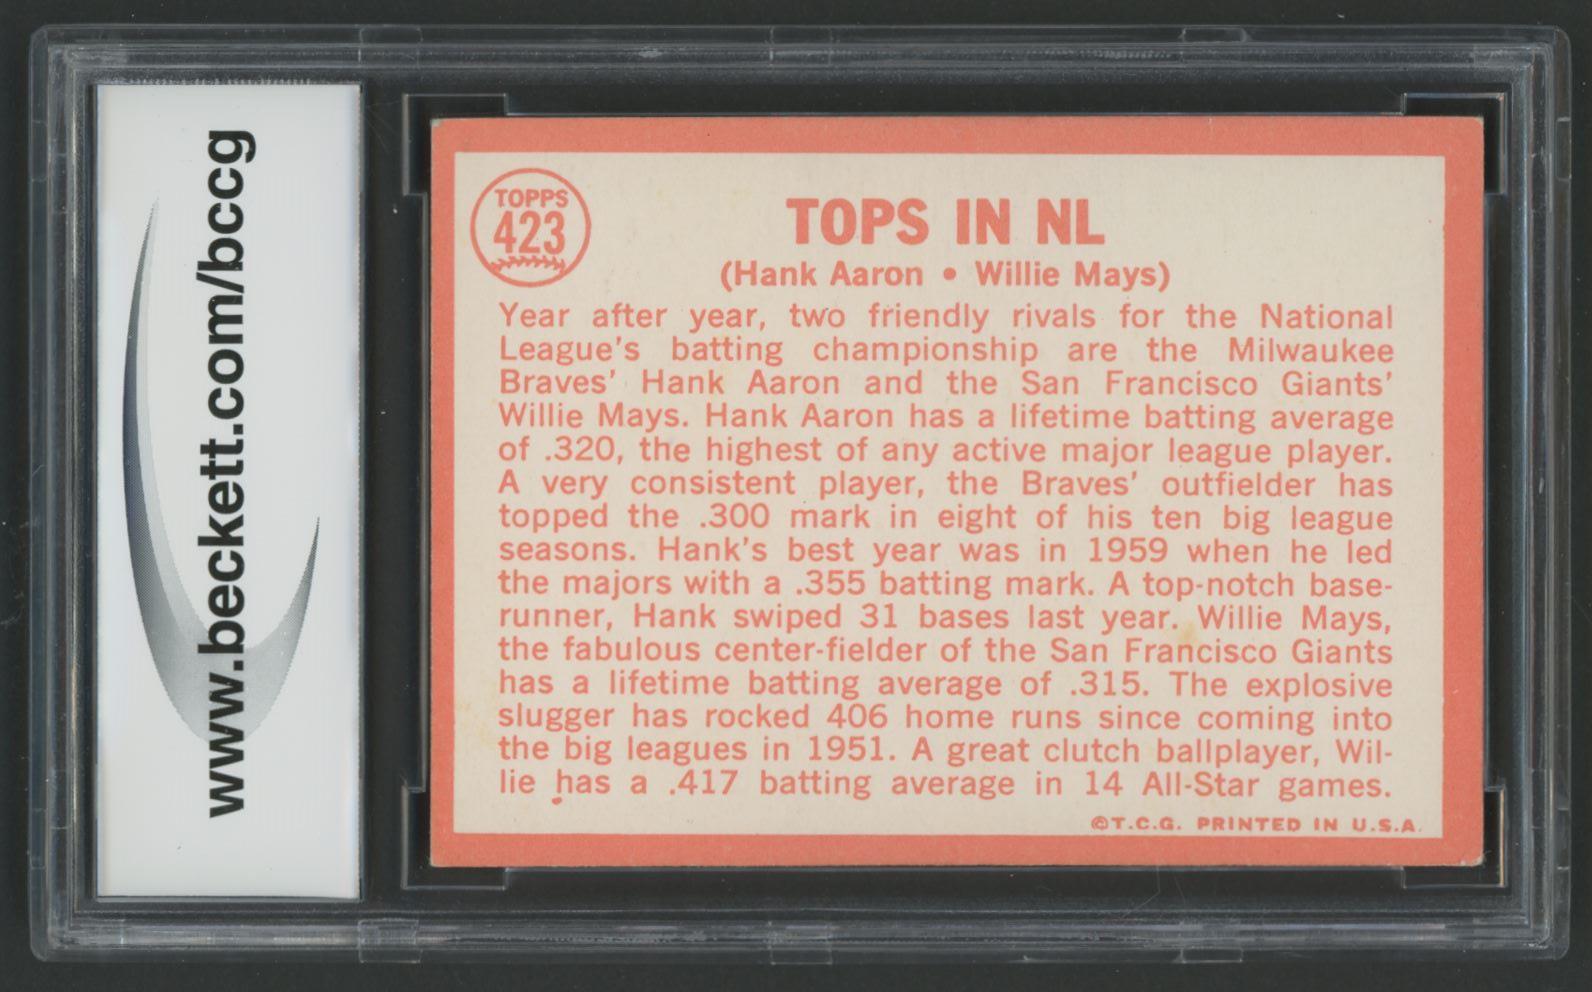 www.beckett.com/bccg
TOPPS
423
TOPS IN NL
(Hank Aaron • Willie Mays)
Year after year, two friendly rivals for the National
League's batting championship are the Milwaukee
Braves' Hank Aaron and the San Francisco Giants'
Willie Mays. Hank Aaron has a lifetime batting average
of .320, the highest of any active major league player.
A very consistent player, the Braves' outfielder has
topped the .300 mark in eight of his ten big league
seasons. Hank's best year was in 1959 when he led
the majors with a .355 batting mark. A top-notch base-
runner, Hank swiped 31 bases last year. Willie Mays,
the fabulous center-fielder of the San Francisco Giants
has a lifetime batting average of .315. The explosive
slugger has rocked 406 home runs since coming into
the big leagues in 1951. A great clutch ballplayer, Wil-
lie has a .417 batting average in 14 All-Star games.
©T.C.G. PRINTED IN U.S.A.